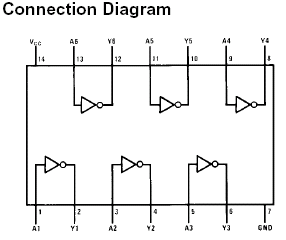 Connection Diagram
VCC A6 Y6 A5 Y5 A4 Y4
14 13 12 11 10 9 8
1 2 3 4 5 6 7
A1 Y1 A2 Y2 A3 Y3 GND